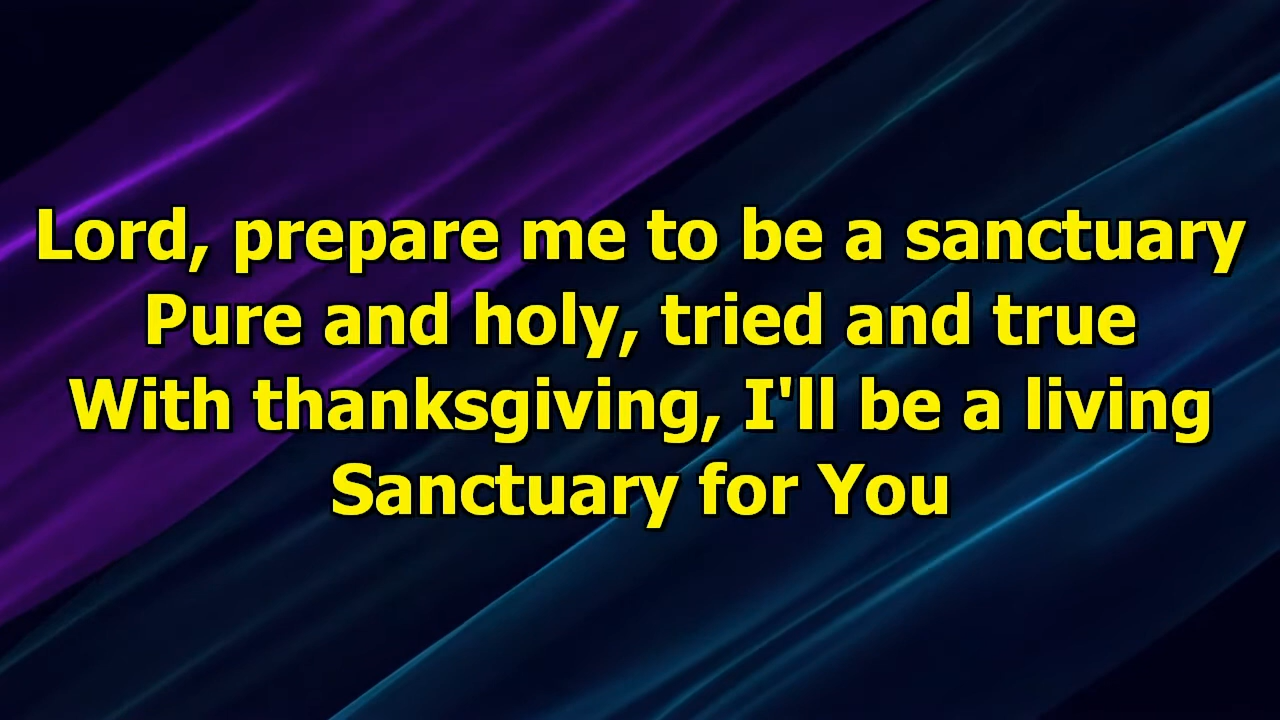 Lord, prepare me to be a sanctuary
Pure and holy, tried and true
With thanksgiving, I'll be a living
Sanctuary for You